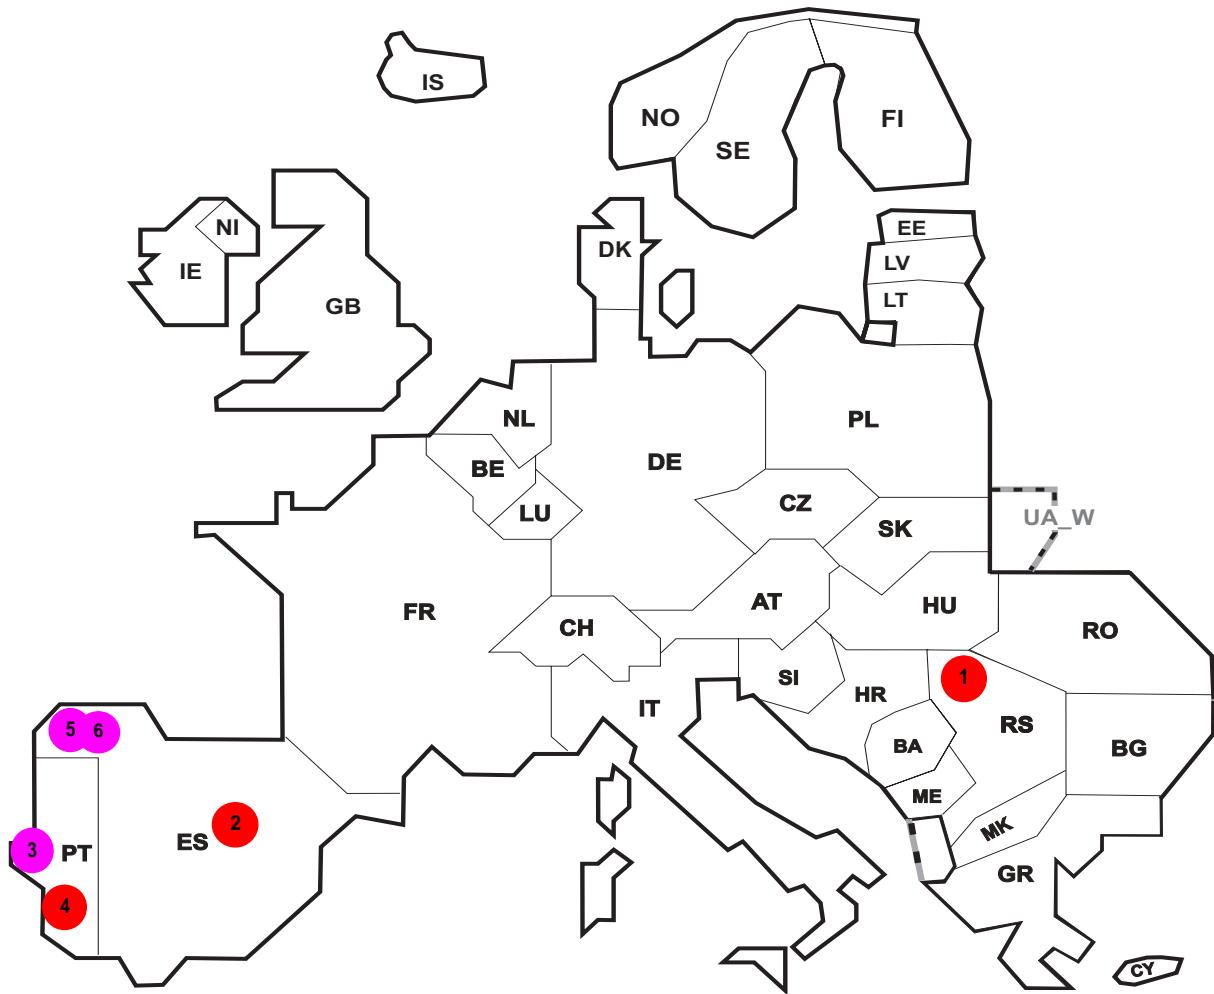 IS
NO
FI
SE
NI
EE
DK
LV
IE
LT
GB
NL
PL
DE
BE
CZ
LU
UA_W
SK
AT
HU
FR
CH
RO
SI
1
HR
IT
RS
5
6
BA
BG
ME
2
MK
ES
3
PT
GR
4
CY